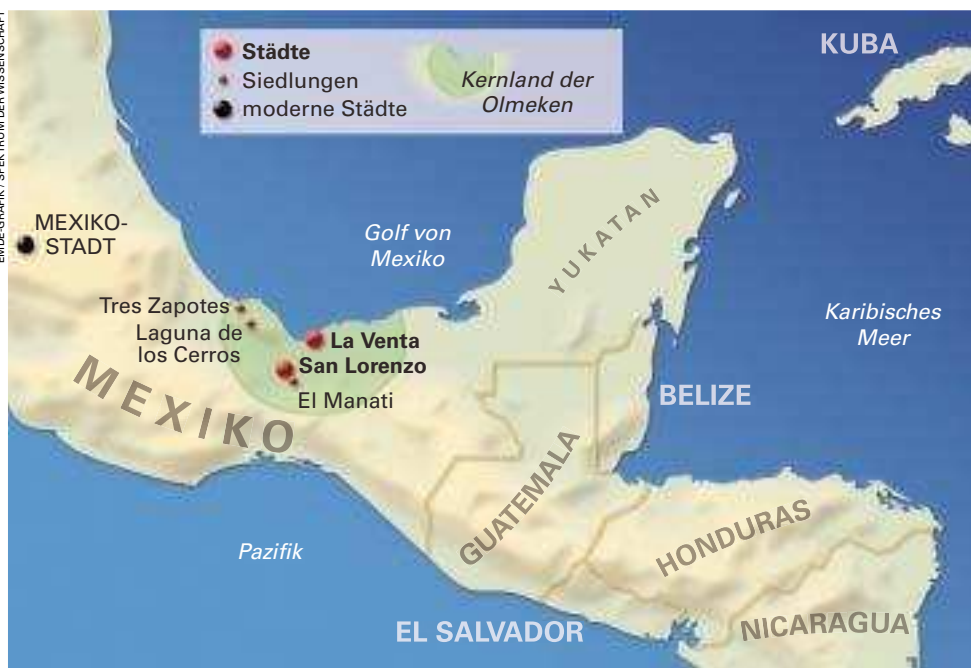 EMDE-GRAFIK / SPEKTRUM DER WISSENSCHAFT
Städte
Siedlungen
moderne Städte
Kernland der
Olmeken
KUBA
MEXIKO-
STADT
Golf von
Mexiko
YUKATAN
Karibisches
Meer
Tres Zapotes
Laguna de
los Cerros
La Venta
San Lorenzo
El Manati
MEXIKO
BELIZE
GUATEMALA
HONDURAS
Pazifik
EL SALVADOR
NICARAGUA